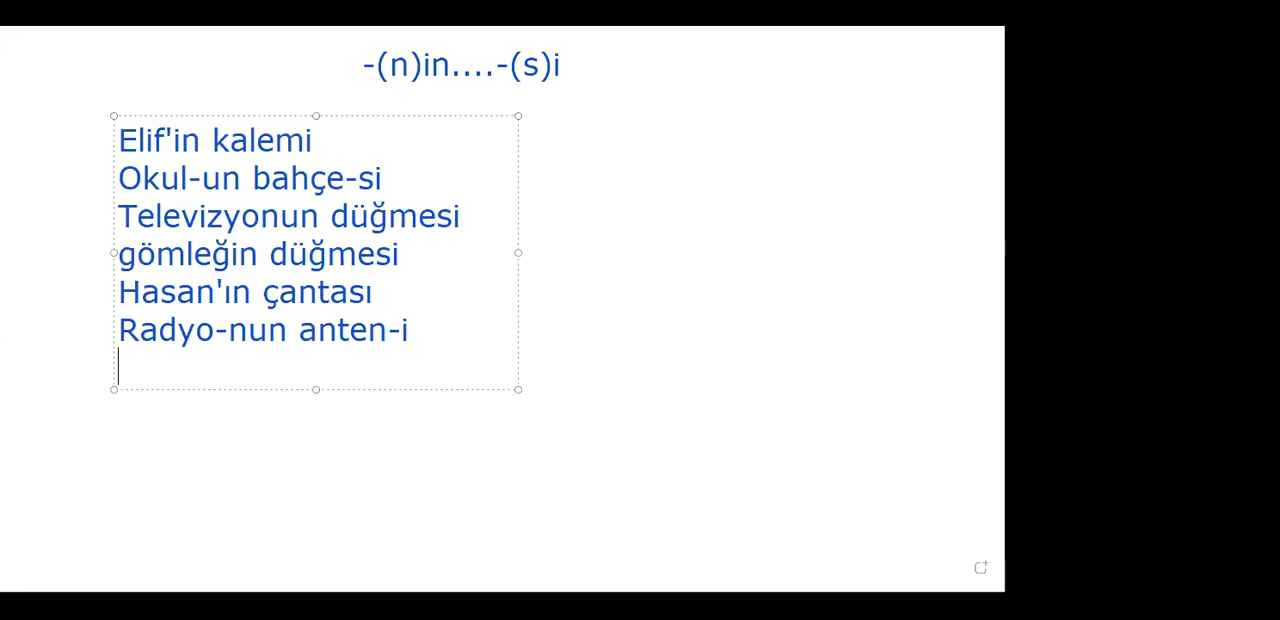 -(n)in....-(s)i
Elif'in kalemi
Okul-un bahçe-si
Televizyonun düğmesi
gömleğin düğmesi
Hasan'ın çantası
Radyo-nun anten-i